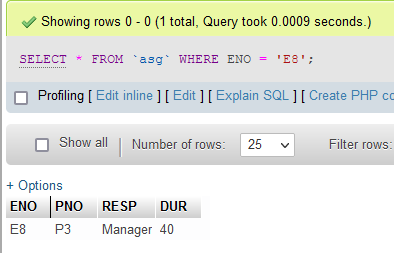 Showing rows 0 - 0 (1 total, Query took 0.0009 seconds.)
SELECT * FROM `asg` WHERE ENO = 'E8';
Profiling [ Edit inline ] [ Edit ] [ Explain SQL ] [ Create PHP co
Show all Number of rows: 25 Filter rows:
+ Options
ENO PNO RESP DUR
E8 P3 Manager 40